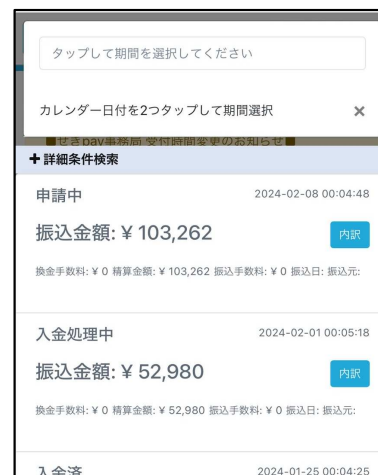 タップして期間を選択してください
カレンダー日付を2つタップして期間選択 ×
■せきpay事務局 受付時間変更のお知らせ■
+詳細条件検索
申請中 2024-02-08 00:04:48
振込金額: ¥ 103,262 内訳
換金手数料: ¥ 0 精算金額: ¥ 103,262 振込手数料: ¥ 0 振込日: 振込元:
入金処理中 2024-02-01 00:05:18
振込金額: ¥ 52,980 内訳
換金手数料: ¥ 0 精算金額: ¥ 52,980 振込手数料: ¥ 0 振込日: 振込元:
入金済 2024-01-25 00:04:25